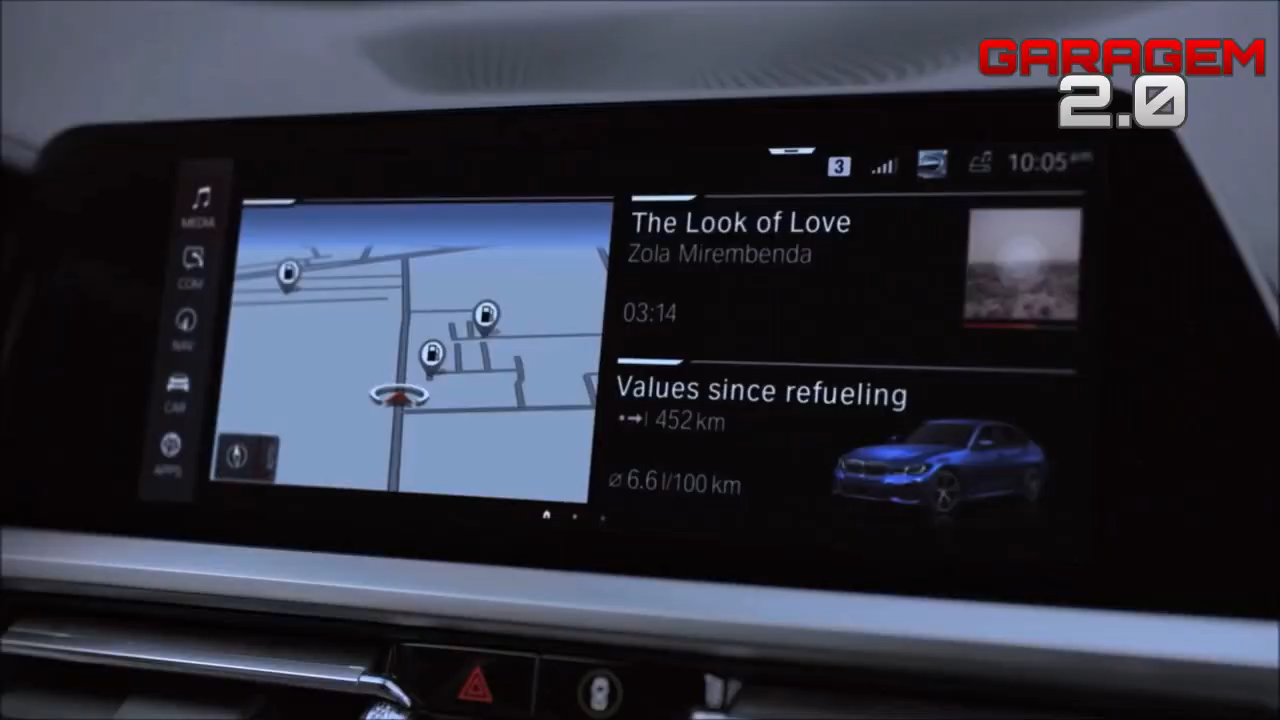 GARAGEM
2.0
3
10:05
MEDIA
COM
NAV
CAR
APPS
The Look of Love
Zola Mirembenda
03:14
Values since refueling
452 km
⌀ 6.6 l/100 km